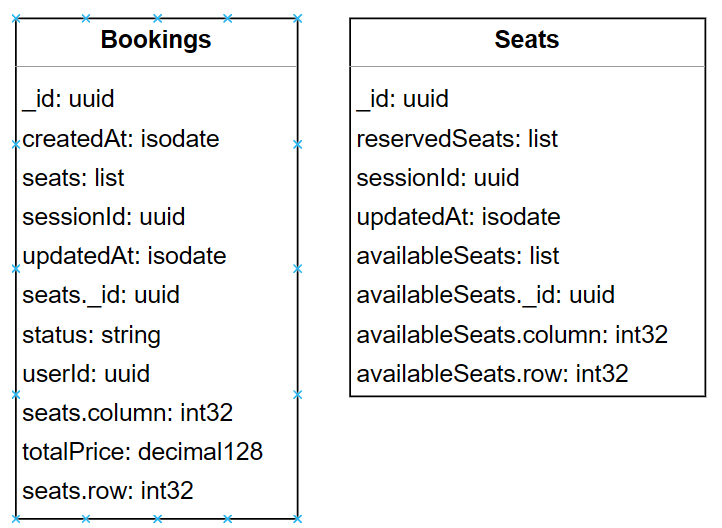 Bookings
_id: uuid
createdAt: isodate
seats: list
sessionId: uuid
updatedAt: isodate
seats._id: uuid
status: string
userId: uuid
seats.column: int32
totalPrice: decimal128
seats.row: int32
Seats
_id: uuid
reservedSeats: list
sessionId: uuid
updatedAt: isodate
availableSeats: list
availableSeats._id: uuid
availableSeats.column: int32
availableSeats.row: int32